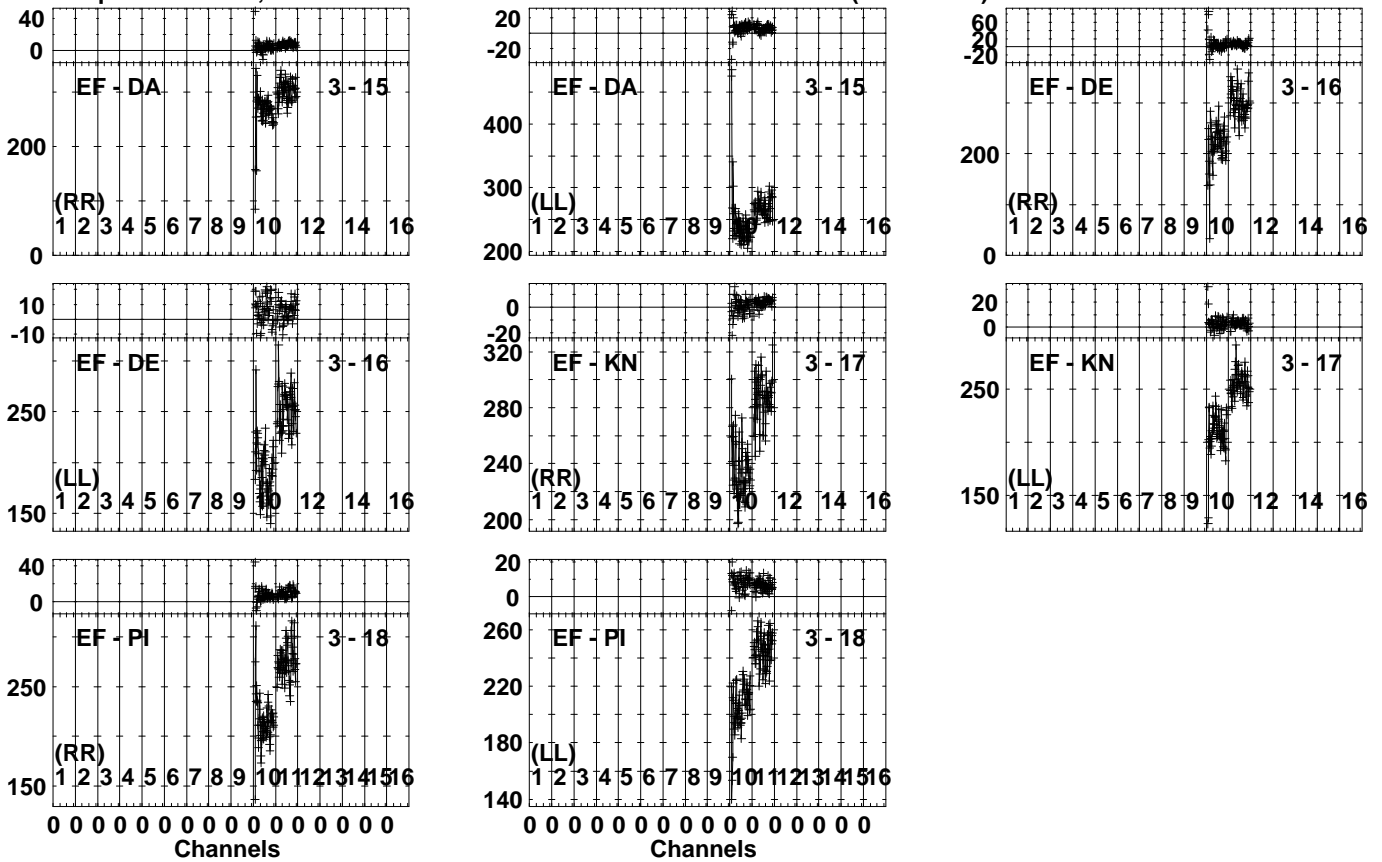 40
0
EF - DA 3 - 15
200
(RR)
1 2 3 4 5 6 7 8 9 10 12 14 16
0
20
-20
EF - DA 3 - 15
400
300
(LL)
1 2 3 4 5 6 7 8 9 12 14 16
200
60
20
-20
EF - DE 3 - 16
200
(RR)
1 2 3 4 5 6 7 8 9 10 12 14 16
0
10
-10
EF - DE 3 - 16
250
(LL)
1 2 3 4 5 6 7 8 9 10 12 14 16
150
0
-20
320
EF - KN 3 - 17
280
240
(RR)
1 2 3 4 5 6 7 8 9 10 12 14 16
200
20
0
EF - KN 3 - 17
250
(LL)
1 2 3 4 5 6 7 8 9 10 12 14 16
150
40
0
EF - PI 3 - 18
250
(RR)
1 2 3 4 5 6 7 8 9 10 11 12 13 14 15 16
150
0 0 0 0 0 0 0 0 0 0 0 0 0 0 0 0
Channels
20
0
260
EF - PI 3 - 18
220
180
(LL)
1 2 3 4 5 6 7 8 9 10 11 12 13 14 15 16
140
0 0 0 0 0 0 0 0 0 0 0 0 0 0 0 0
Channels